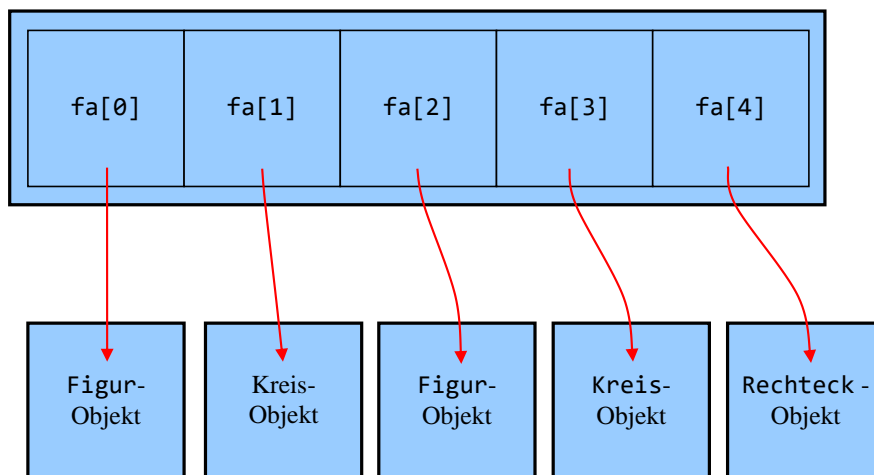 fa[0] fa[1] fa[2] fa[3] fa[4]
Figur-
Objekt
Kreis-
Objekt
Figur-
Objekt
Kreis-
Objekt
Rechteck -
Objekt